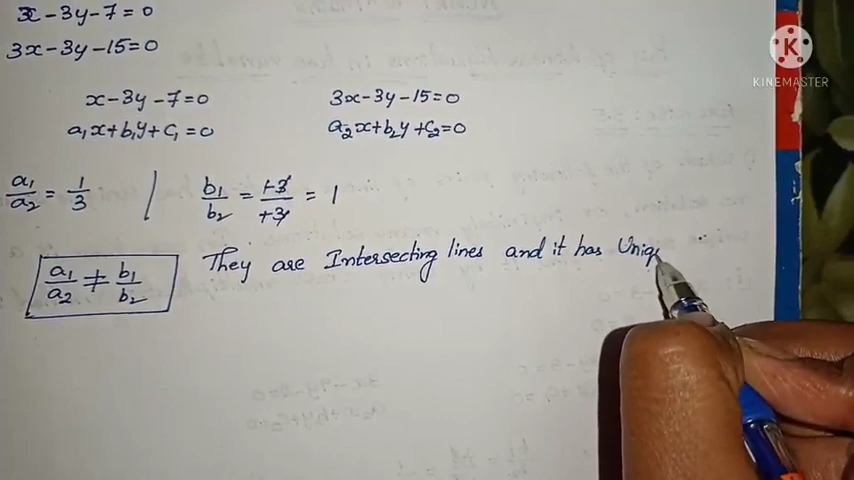 x-3y-7=0
3x-3y-15=0
x-3y-7=0 3x-3y-15=0
a₁x+b₁y+c₁=0 a₂x+b₂y+c₂=0
a₁/a₂ = 1/3 | b₁/b₂ = +3/+3 = 1
a₁/a₂ ≠ b₁/b₂ They are Intersecting lines and it has Uniq
K
KINEMASTER